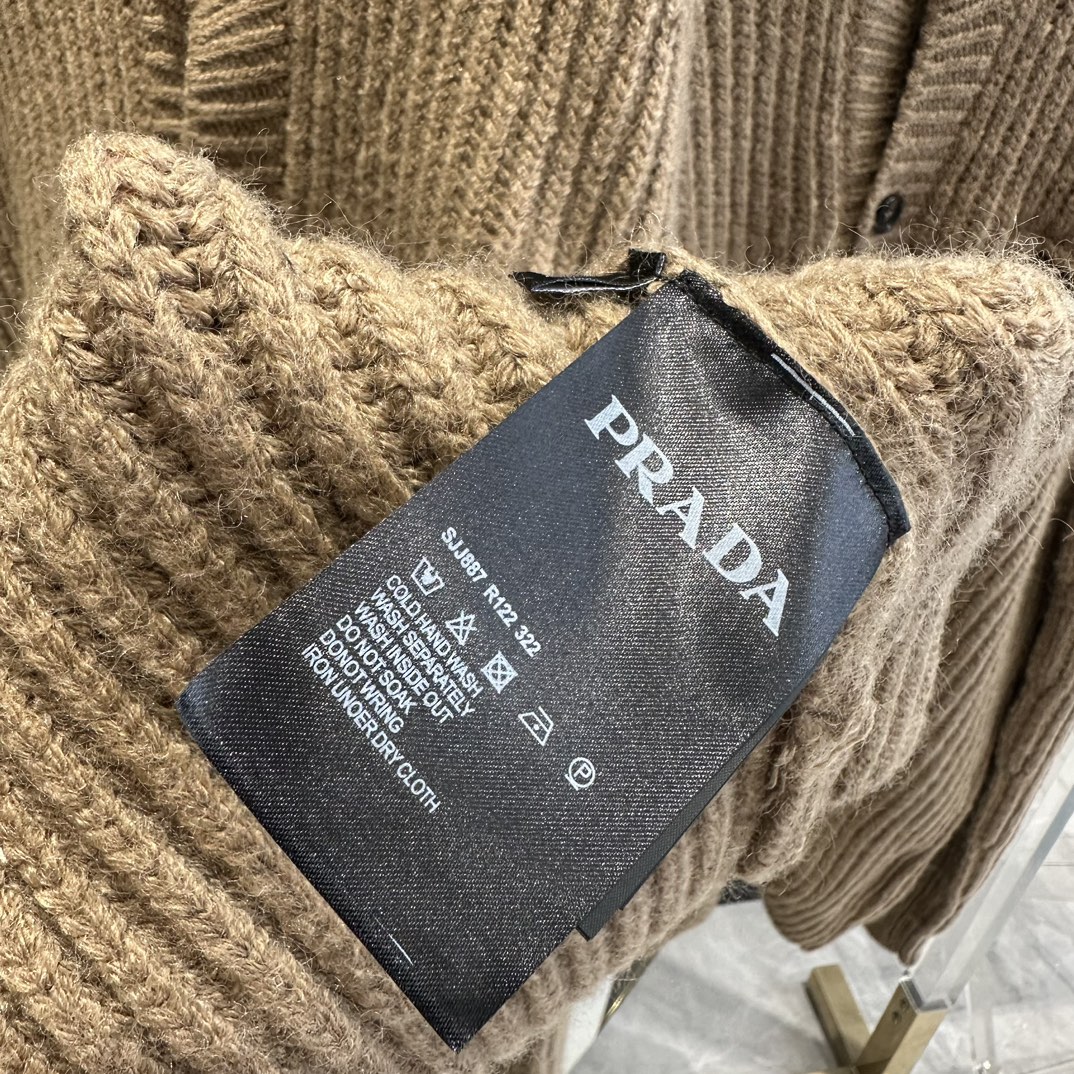 PRADA
SJJ887 R122 322
COLD HAND WASH
WASH SEPARATELY
WASH INSIDE OUT
DO NOT SOAK
DONOT WRING
IRON UNDER DRY CLOTH
P